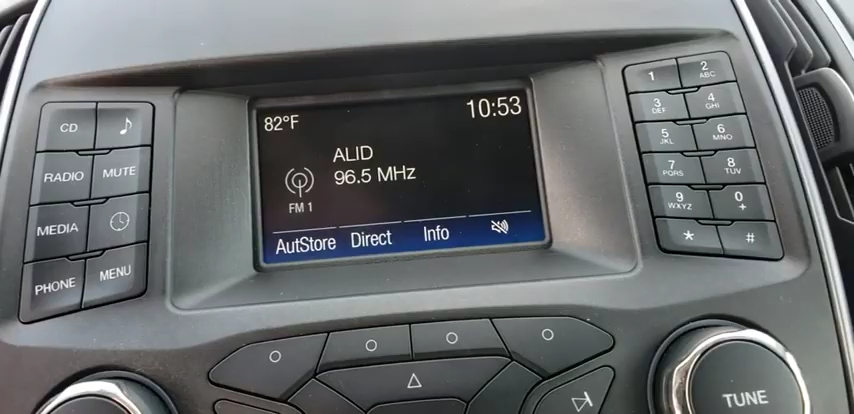 CD
RADIO MUTE
MEDIA
PHONE MENU
82°F 10:53
ALID
96.5 MHz
FM 1
AutStore Direct Info
1 2 ABC
3 DEF 4 GHI
5 JKL 6 MNO
7 PQRS 8 TUV
9 WXYZ 0 +
* #
TUNE